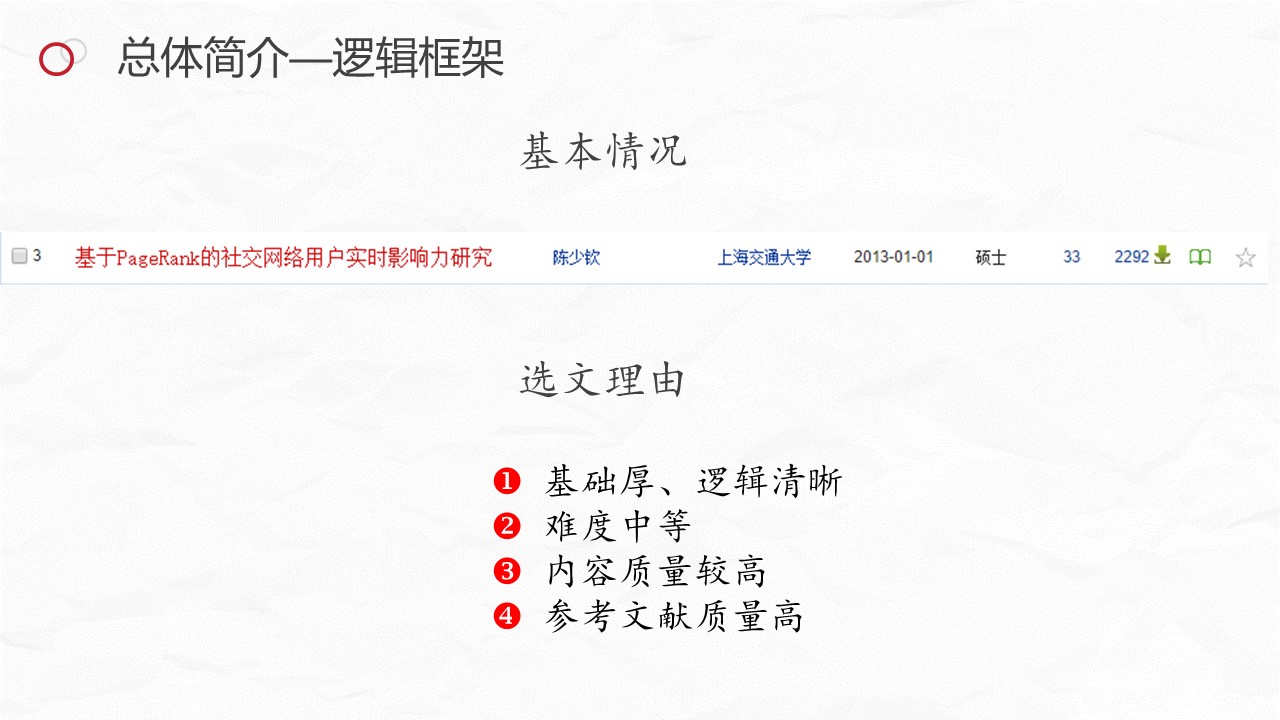 总体简介—逻辑框架
基本情况
3 基于PageRank的社交网络用户实时影响力研究 陈少钦 上海交通大学 2013-01-01 硕士 33 2292
选文理由
❶ 基础厚、逻辑清晰
❷ 难度中等
❸ 内容质量较高
❹ 参考文献质量高